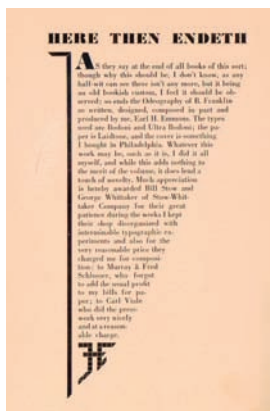 HERE THEN ENDETH
AS they say at the end of all books of this sort;
though why this should be, I don't know, as any
half-wit can see there isn't any more, but it being
an old bookish custom, I feel it should be ob-
served; so ends the Odeography of B. Franklin
as written, designed, composed in part and
produced by me, Earl H. Emmons. The types
used are Bodoni and Ultra Bodoni; the pa-
per is Laidtone, and the cover is something
I bought in Philadelphia. Whatever this
work may be, such as it is, I did it all
myself, and while this adds nothing to
the merit of the volume, it does lend a
touch of novelty. Much appreciation
is hereby awarded Bill Stow and
George Whittaker of Stow-Whit-
taker Company for their great
patience during the weeks I kept
their shop disorganized with
interminable typographic ex-
periments and also for the
very reasonable price they
charged me for composi-
tion; to Murray & Fred
Schlosser, who forgot
to add the usual profit
to my bills for pa-
per; to Carl
who did the press-
work very nicely
and at a reason-
able charge.